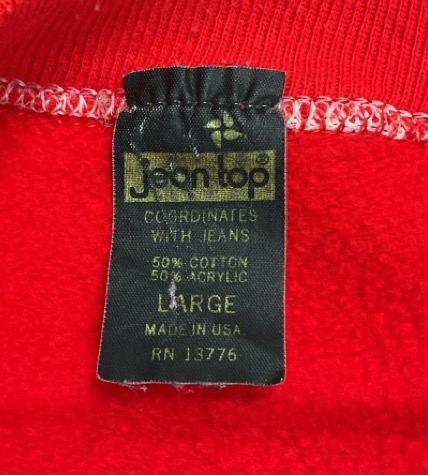 jean top®
COORDINATES
WITH JEANS
50% COTTON
50% ACRYLIC
LARGE
MADE IN USA
RN 13776